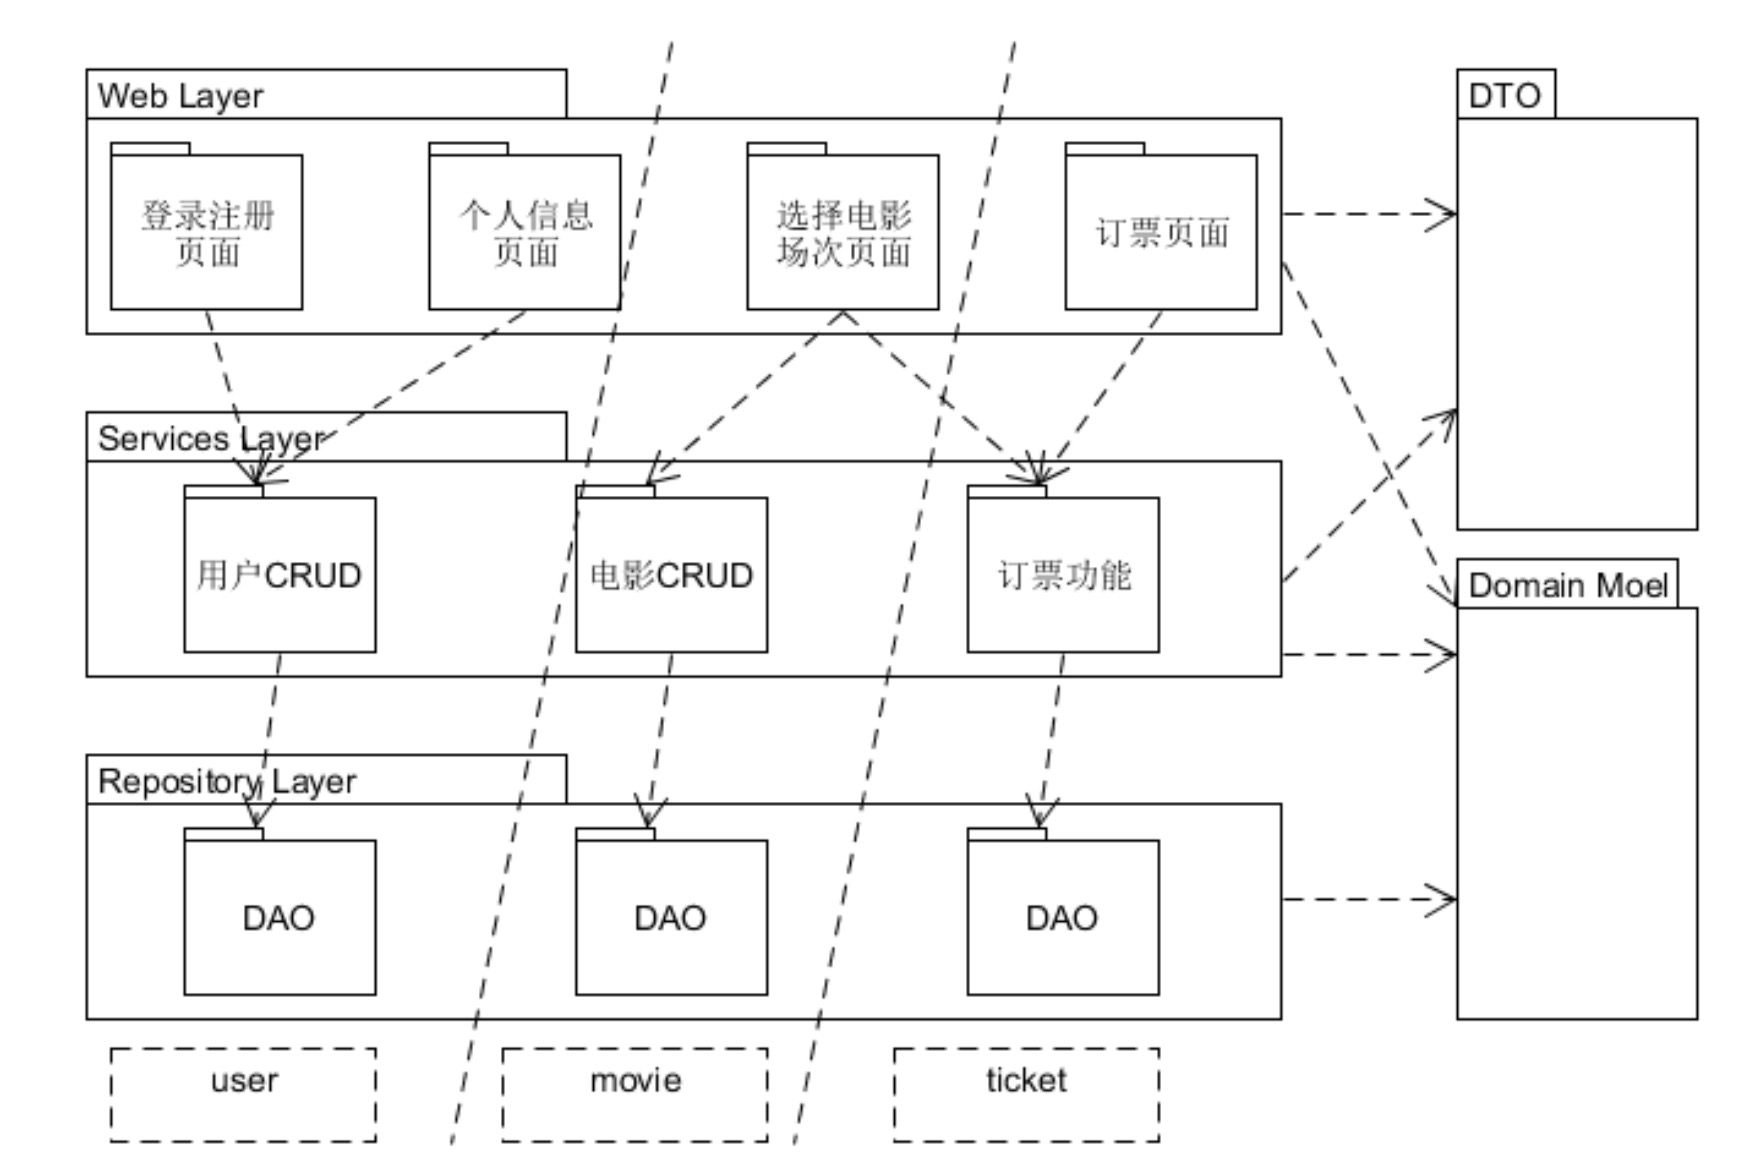 Web Layer
DTO
登录注册
页面
个人信息
页面
选择电影
场次页面
订票页面
Services Layer
用户CRUD
电影CRUD
订票功能
Domain Moel
Repository Layer
DAO
DAO
DAO
user
movie
ticket